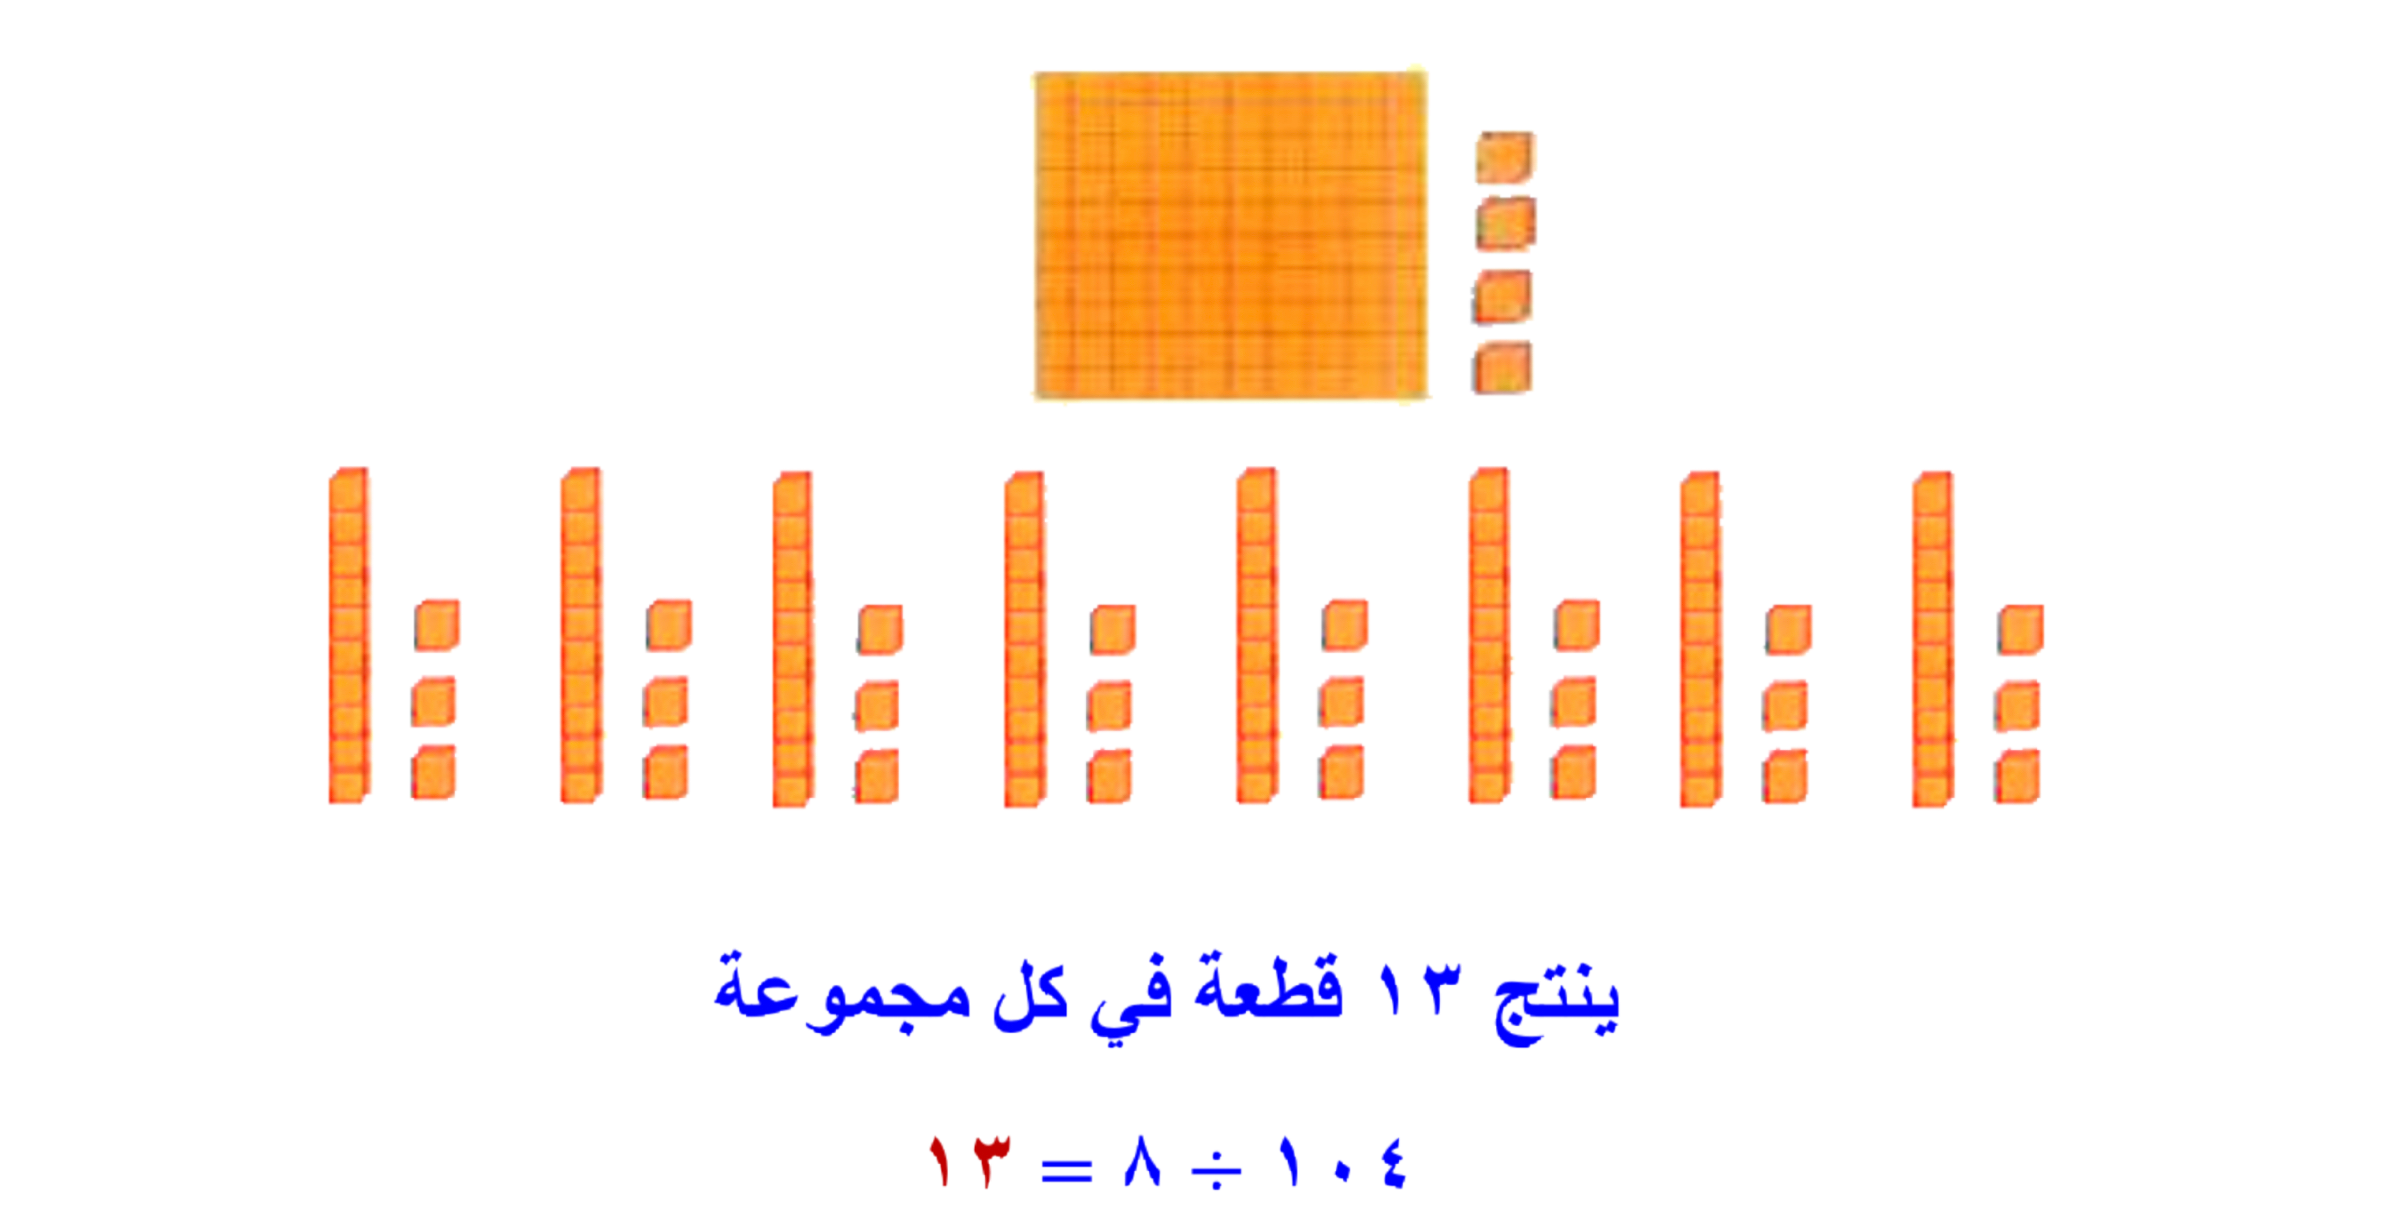 ينتج ١٣ قطعة في كل مجموعة
١٠٤ ÷ ٨ = ١٣